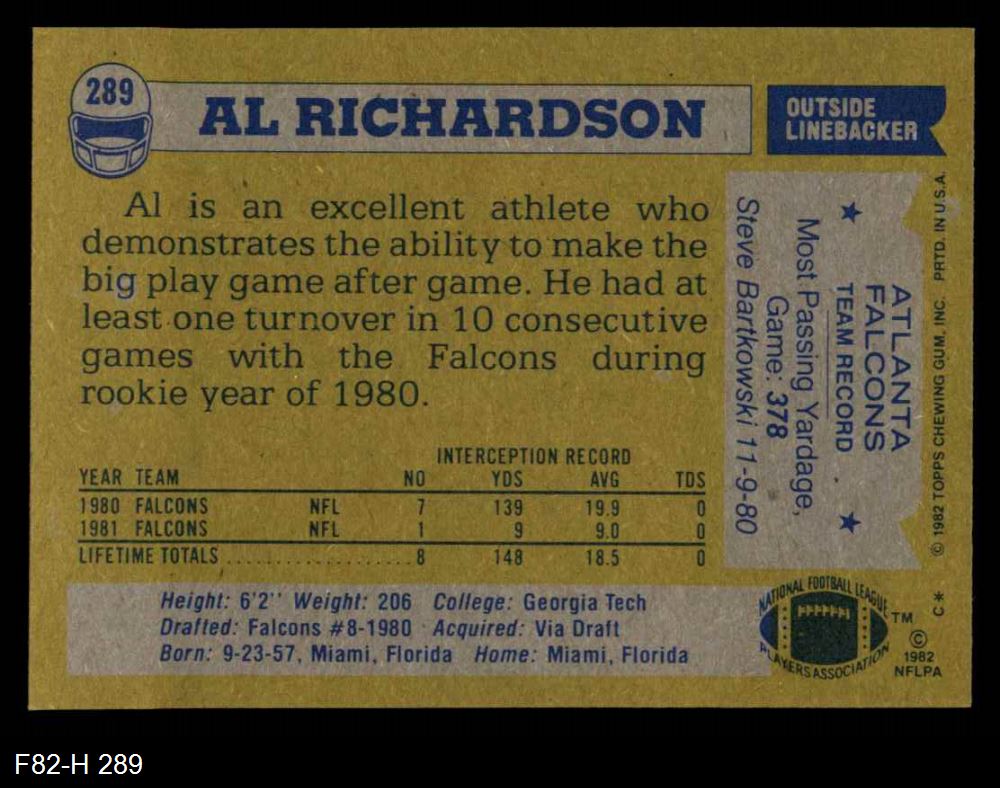 289
AL RICHARDSON
OUTSIDE
LINEBACKER
Al is an excellent athlete who
demonstrates the ability to make the
big play game after game. He had at
least one turnover in 10 consecutive
games with the Falcons during
rookie year of 1980.
INTERCEPTION RECORD
YEAR TEAM NO YDS AVG TDS
1980 FALCONS NFL 7 139 19.9 0
1981 FALCONS NFL 1 9 9.0 0
LIFETIME TOTALS ................... 8 148 18.5 0
Height: 6'2" Weight: 206 College: Georgia Tech
Drafted: Falcons #8-1980 Acquired: Via Draft
Born: 9-23-57, Miami, Florida Home: Miami, Florida
ATLANTA
FALCONS
★ TEAM RECORD ★
Most Passing Yardage,
Game: 378
Steve Bartkowski 11-9-80
© 1982 TOPPS CHEWING GUM, INC. PRTD. IN U.S.A.
C*
NATIONAL FOOTBALL LEAGUE
PLAYERS ASSOCIATION
TM
©
1982
NFLPA
F82-H 289